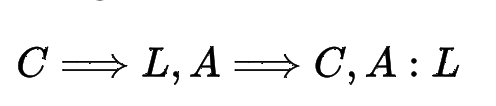 C ⟹ L, A ⟹ C, A : L